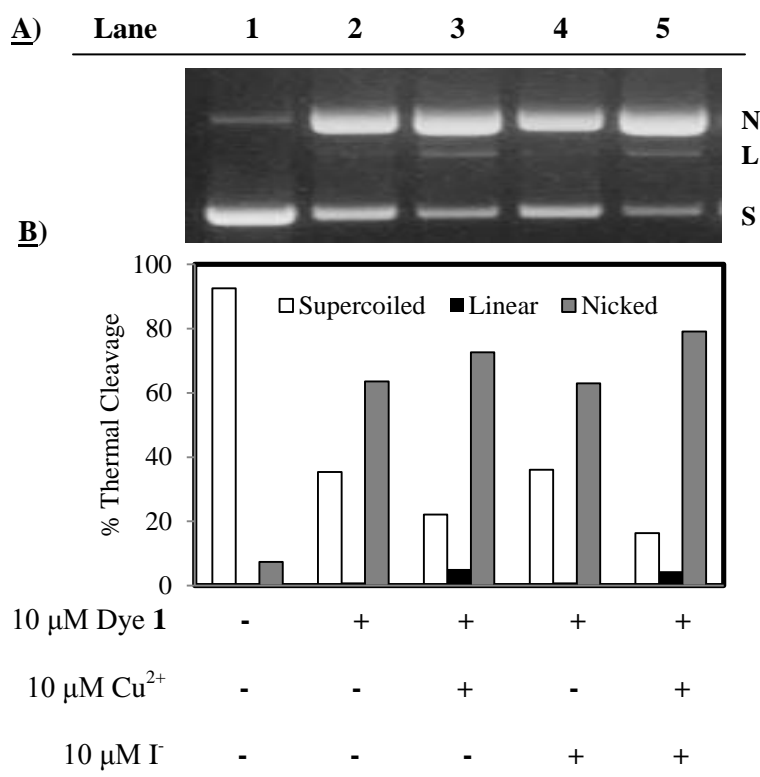 A) Lane 1 2 3 4 5
N
L
S
B)
100
80
60
40
20
0
% Thermal Cleavage
Supercoiled Linear Nicked
10 μM Dye 1 - + + + +
10 μM Cu²⁺ - - + - +
10 μM I⁻ - - - + +